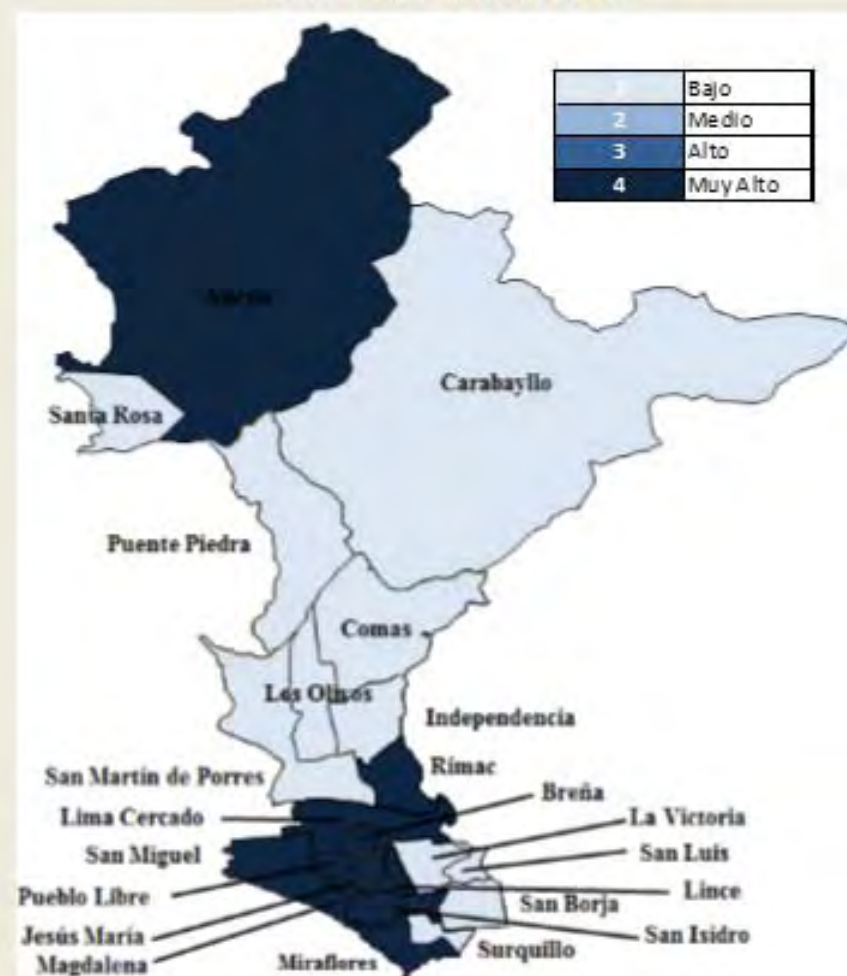 1 Bajo
2 Medio
3 Alto
4 Muy Alto
Ancón
Carabayllo
Santa Rosa
Puente Piedra
Comas
Los Olivos
Independencia
San Martín de Porres
Rímac
Breña
Lima Cercado
La Victoria
San Miguel
San Luis
Pueblo Libre
Lince
San Borja
Jesús María
San Isidro
Magdalena
Miraflores
Surquillo